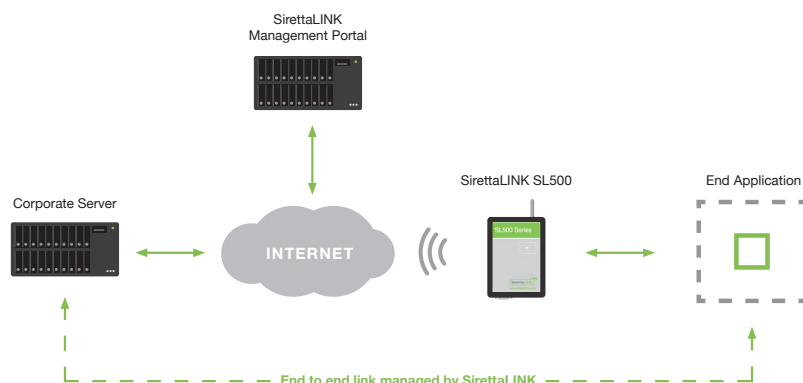 SirettaLINK
Management Portal
SirettaLINK SL500
End Application
Corporate Server
SL500 Series
INTERNET
End to end link managed by SirettaLINK